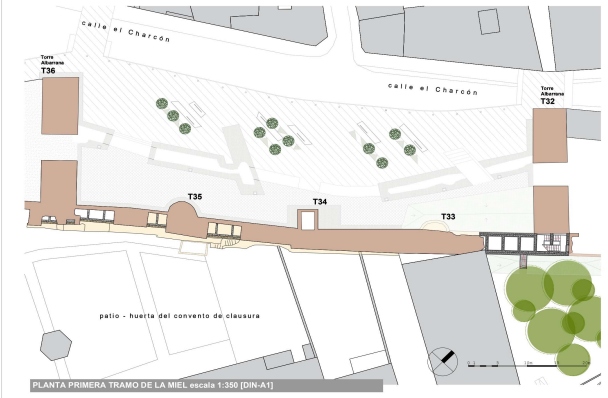 calle el Charcón
calle el Charcón
Torre
Albarrana
T36
Torre
Albarrana
T32
T35
T34
T33
patio - huerta del convento de clausura
PLANTA PRIMERA TRAMO DE LA MIEL escala 1:350 [DIN-A1]